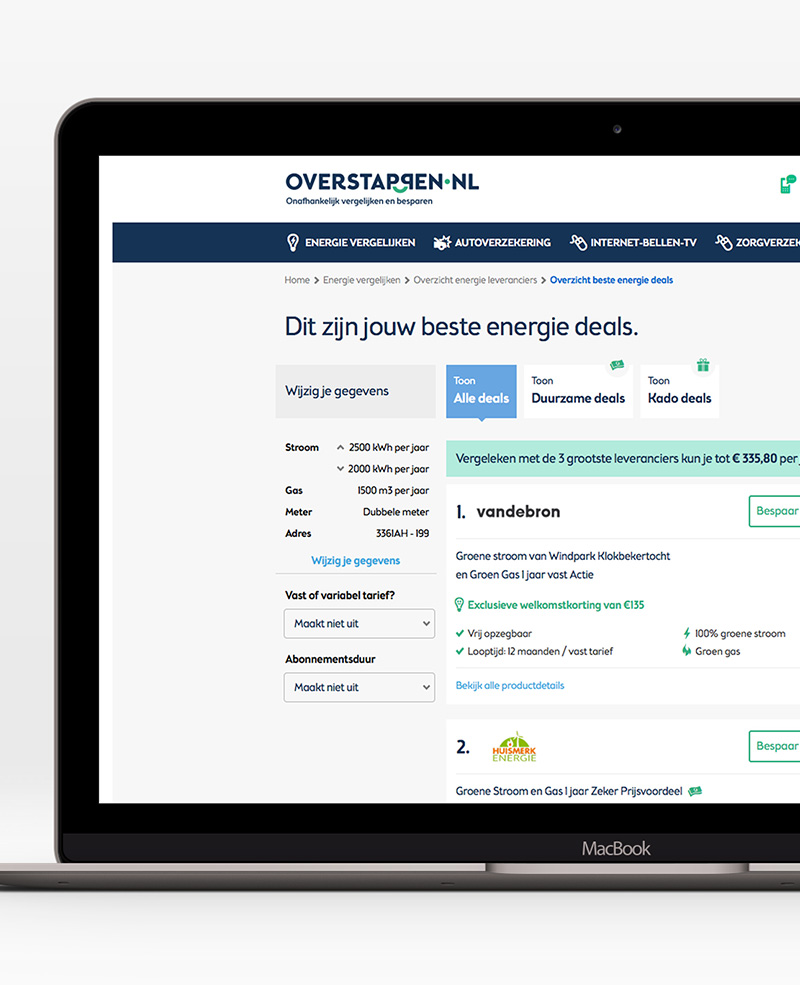 OVERSTAPPEN·NL
Onafhankelijk vergelijken en besparen
ENERGIE VERGELIJKEN AUTOVERZEKERING INTERNET-BELLEN-TV
Home > Energie vergelijken > Overzicht energie leveranciers > Overzicht beste energie deals
Dit zijn jouw beste energie deals.
Wijzig je gegevens
Toon
Alle deals
Toon
Duurzame deals
Toon
Kado deals
Stroom 2500 kWh per jaar
2000 kWh per jaar
Gas 1500 m3 per jaar
Meter Dubbele meter
Adres 3361AH - 199
Wijzig je gegevens
Vast of variabel tarief?
Maakt niet uit
Abonnementsduur
Maakt niet uit
Vergeleken met de 3 grootste leveranciers kun je tot € 335,80 per
1. vandebron
Bespaar
Groene stroom van Windpark Klokbekertocht
en Groen Gas 1 jaar vast Actie
Exclusieve welkomstkorting van €135
Vrij opzegbaar 100% groene stroom
Looptijd: 12 maanden / vast tarief Groen gas
Bekijk alle productdetails
2. HUISMERK
ENERGIE
Bespaar
Groene Stroom en Gas 1 jaar Zeker Prijsvoordeel
MacBook